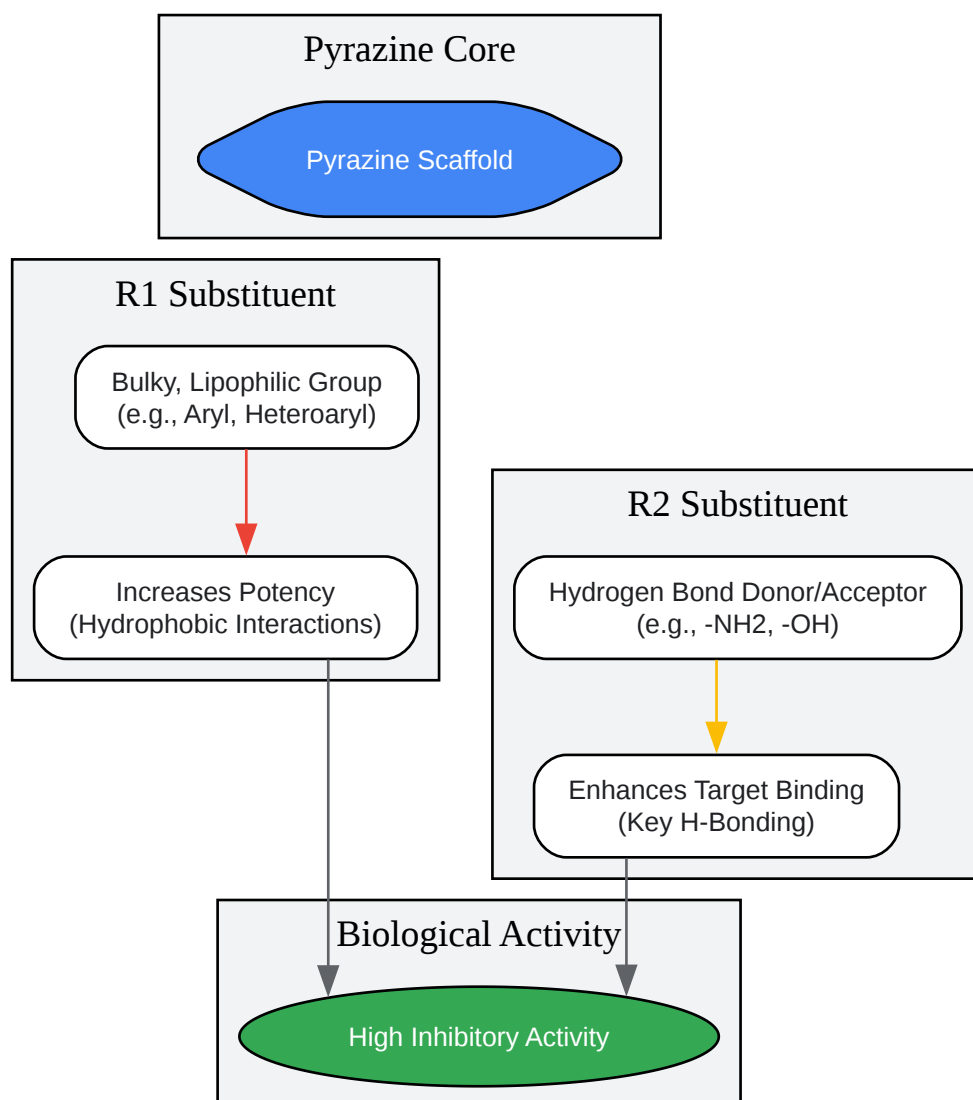 Pyrazine Core
Pyrazine Scaffold
R1 Substituent
Bulky, Lipophilic Group
(e.g., Aryl, Heteroaryl)
Increases Potency
(Hydrophobic Interactions)
R2 Substituent
Hydrogen Bond Donor/Acceptor
(e.g., -NH2, -OH)
Enhances Target Binding
(Key H-Bonding)
Biological Activity
High Inhibitory Activity